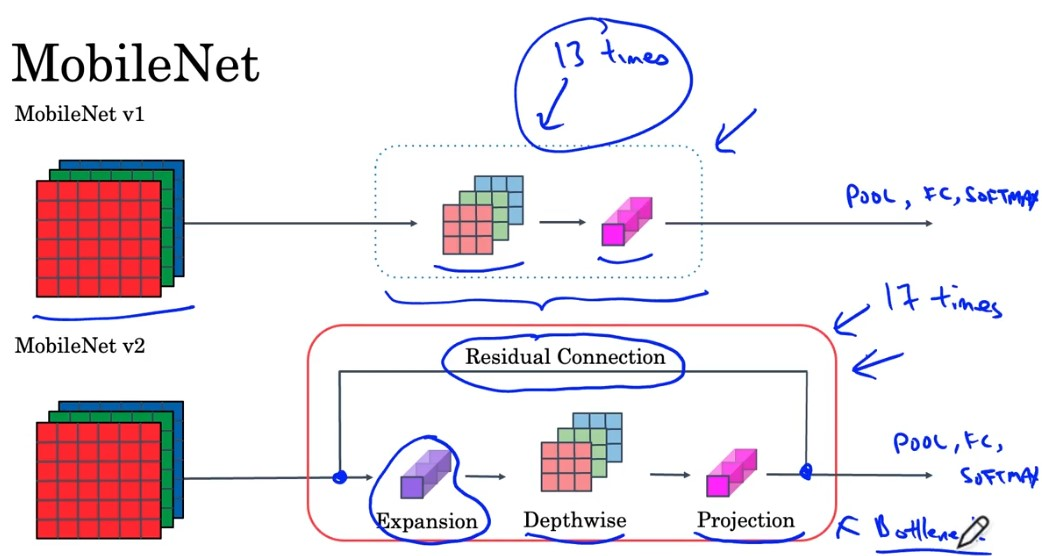 MobileNet
MobileNet v1
13 times
POOL, FC, SOFTMAX
17 times
MobileNet v2
Residual Connection
POOL, FC,
SOFTMAX
Expansion
Depthwise
Projection